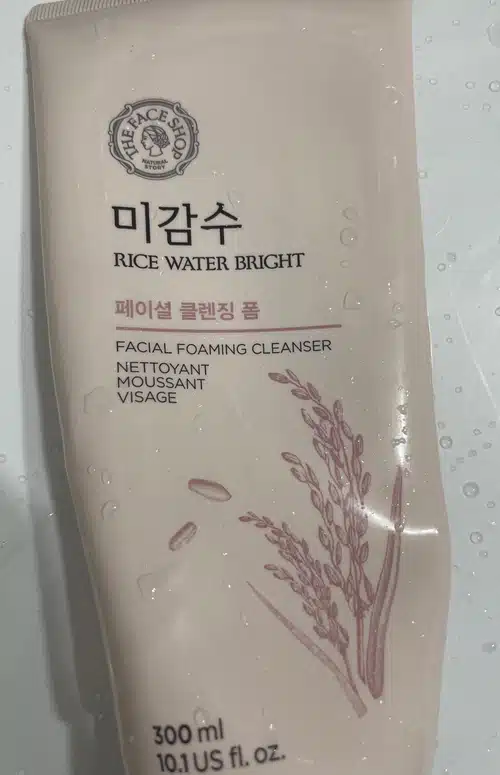 THE FACE SHOP
NATURAL
STORY
미감수
RICE WATER BRIGHT
페이셜 클렌징 폼
FACIAL FOAMING CLEANSER
NETTOYANT
MOUSSANT
VISAGE
300 ml
10.1 US fl. oz.